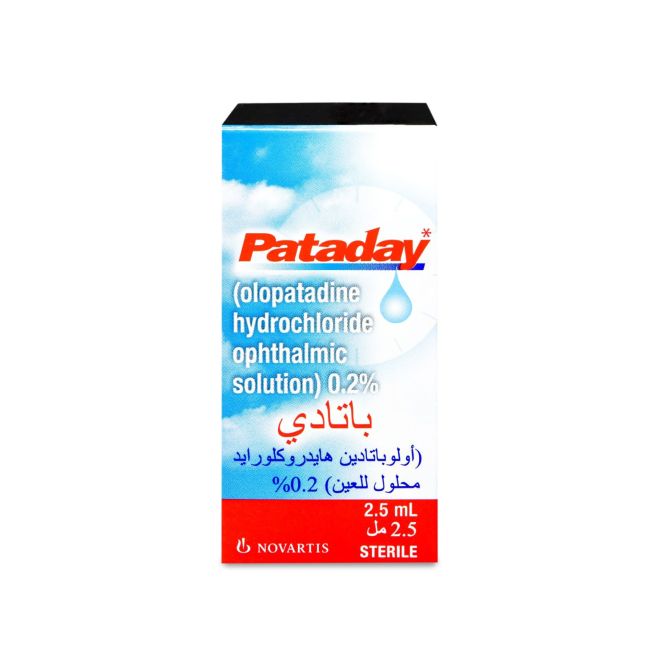 Pataday*
(olopatadine
hydrochloride
ophthalmic
solution) 0.2%
باتادي
(أولوباتادين هايدروكلورايد
محلول للعين) 0.2%
2.5 mL
2.5 مل
NOVARTIS
STERILE